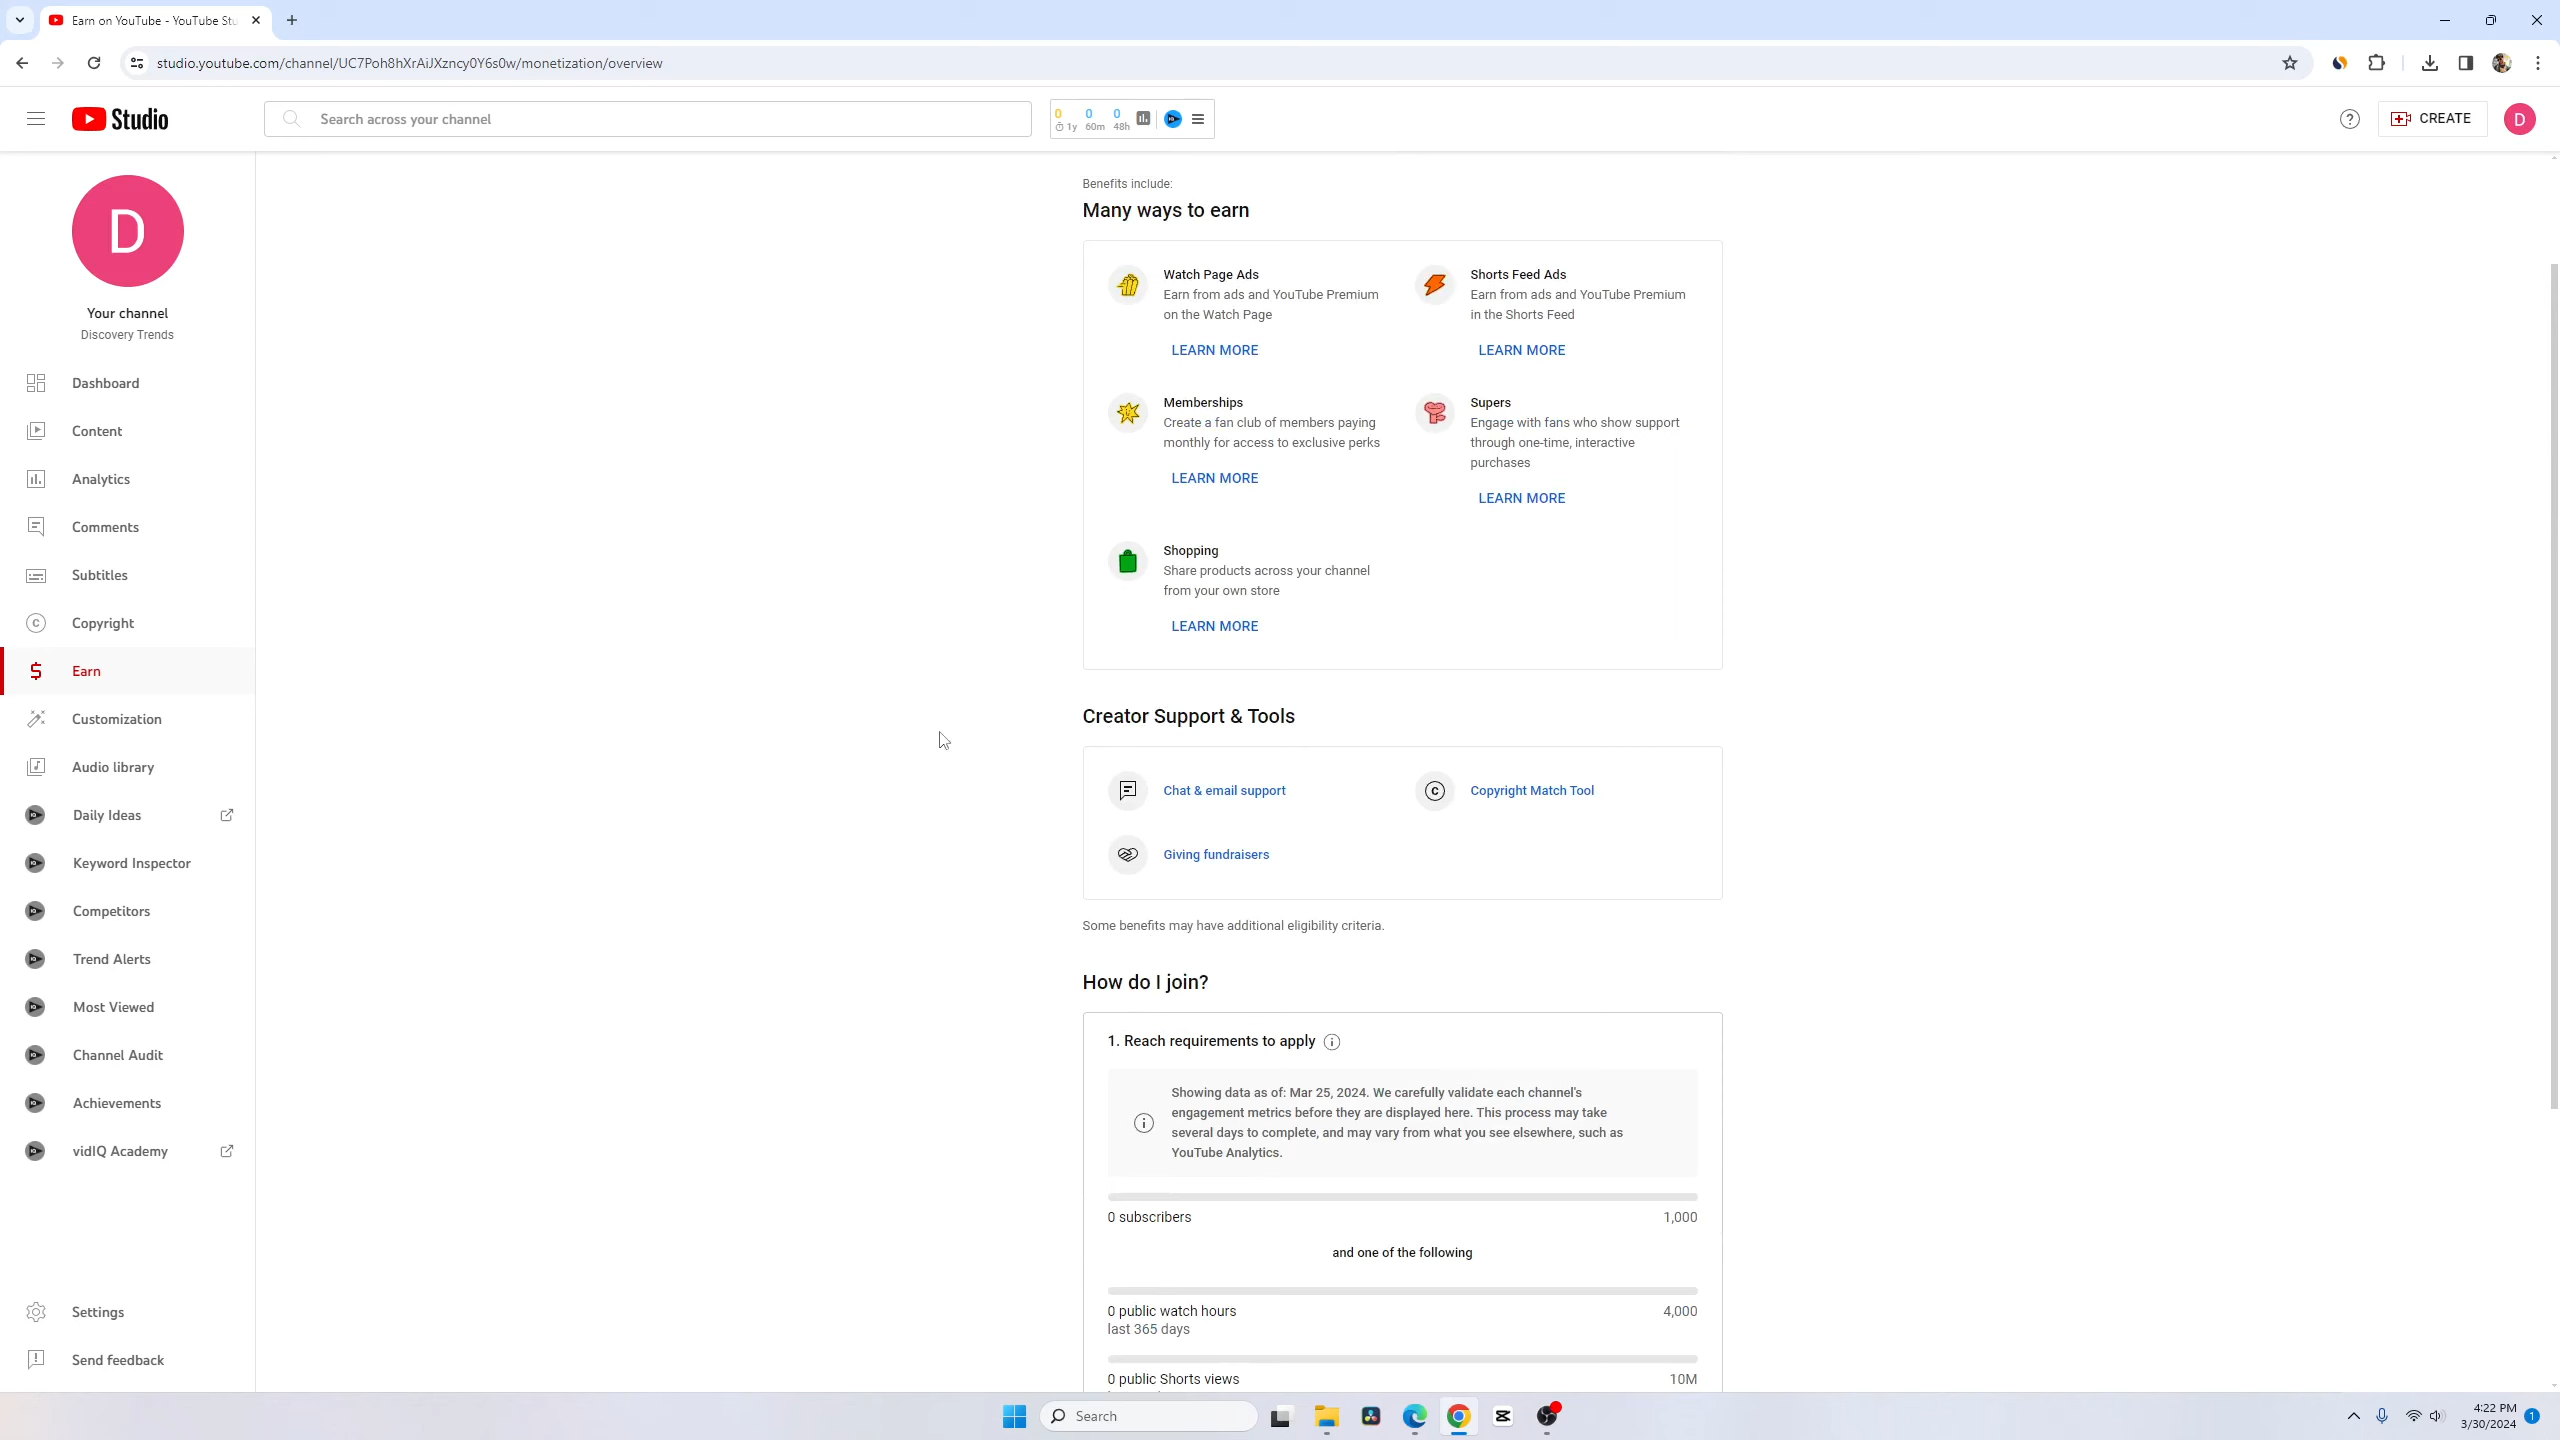 Earn on YouTube - YouTube Stu
studio.youtube.com/channel/UC7Poh8hXrAiJXzncy0Y6s0w/monetization/overview
Studio
Search across your channel
0 0 0
1y 60m 48h
CREATE
D
D
Your channel
Discovery Trends
Dashboard
Content
Analytics
Comments
Subtitles
Copyright
Earn
Customization
Audio library
Daily Ideas
Keyword Inspector
Competitors
Trend Alerts
Most Viewed
Channel Audit
Achievements
vidIQ Academy
Settings
Send feedback
Benefits include:
Many ways to earn
Watch Page Ads
Earn from ads and YouTube Premium
on the Watch Page
LEARN MORE
Shorts Feed Ads
Earn from ads and YouTube Premium
in the Shorts Feed
LEARN MORE
Memberships
Create a fan club of members paying
monthly for access to exclusive perks
LEARN MORE
Supers
Engage with fans who show support
through one-time, interactive
purchases
LEARN MORE
Shopping
Share products across your channel
from your own store
LEARN MORE
Creator Support & Tools
Chat & email support
Copyright Match Tool
Giving fundraisers
Some benefits may have additional eligibility criteria.
How do I join?
1. Reach requirements to apply
Showing data as of: Mar 25, 2024. We carefully validate each channel's
engagement metrics before they are displayed here. This process may take
several days to complete, and may vary from what you see elsewhere, such as
YouTube Analytics.
0 subscribers 1,000
and one of the following
0 public watch hours 4,000
last 365 days
0 public Shorts views 10M
Search
4:22 PM
3/30/2024
1